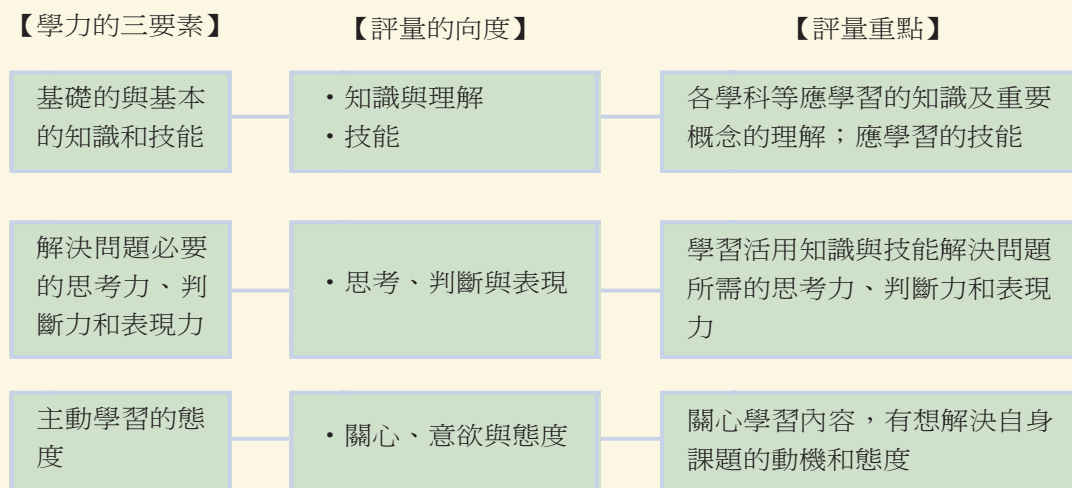 【學力的三要素】
【評量的向度】
【評量重點】
基礎的與基本
的知識和技能
・知識與理解
・技能
各學科等應學習的知識及重要
概念的理解；應學習的技能
解決問題必要
的思考力、判
斷力和表現力
・思考、判斷與表現
學習活用知識與技能解決問題
所需的思考力、判斷力和表現
力
主動學習的態
度
・關心、意欲與態度
關心學習內容，有想解決自身
課題的動機和態度